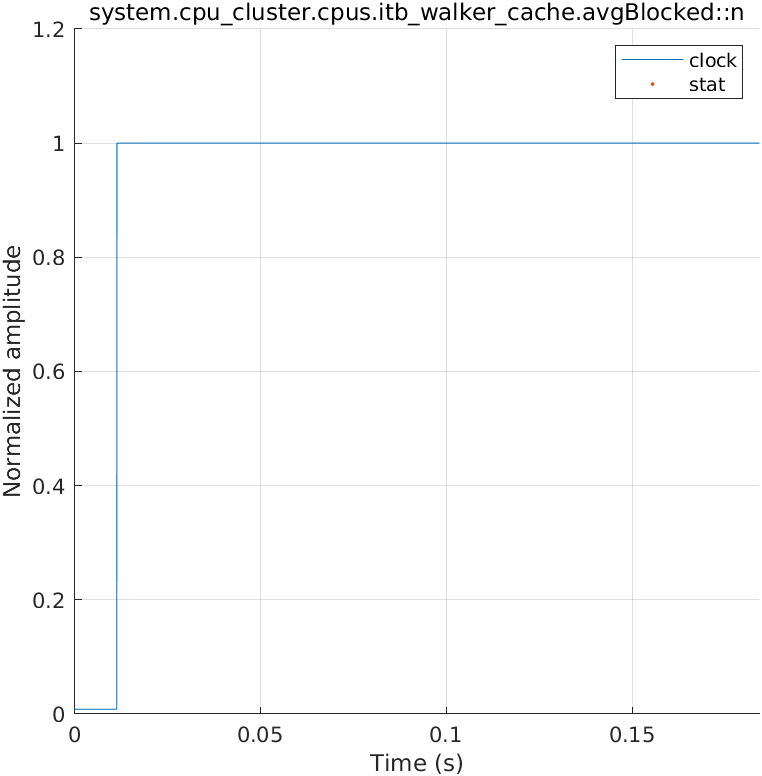 system.cpu_cluster.cpus.itb_walker_cache.avgBlocked::n
1.2
1
0.8
0.6
0.4
0.2
0
Normalized amplitude
clock
stat
0
0.05
0.1
0.15
Time (s)